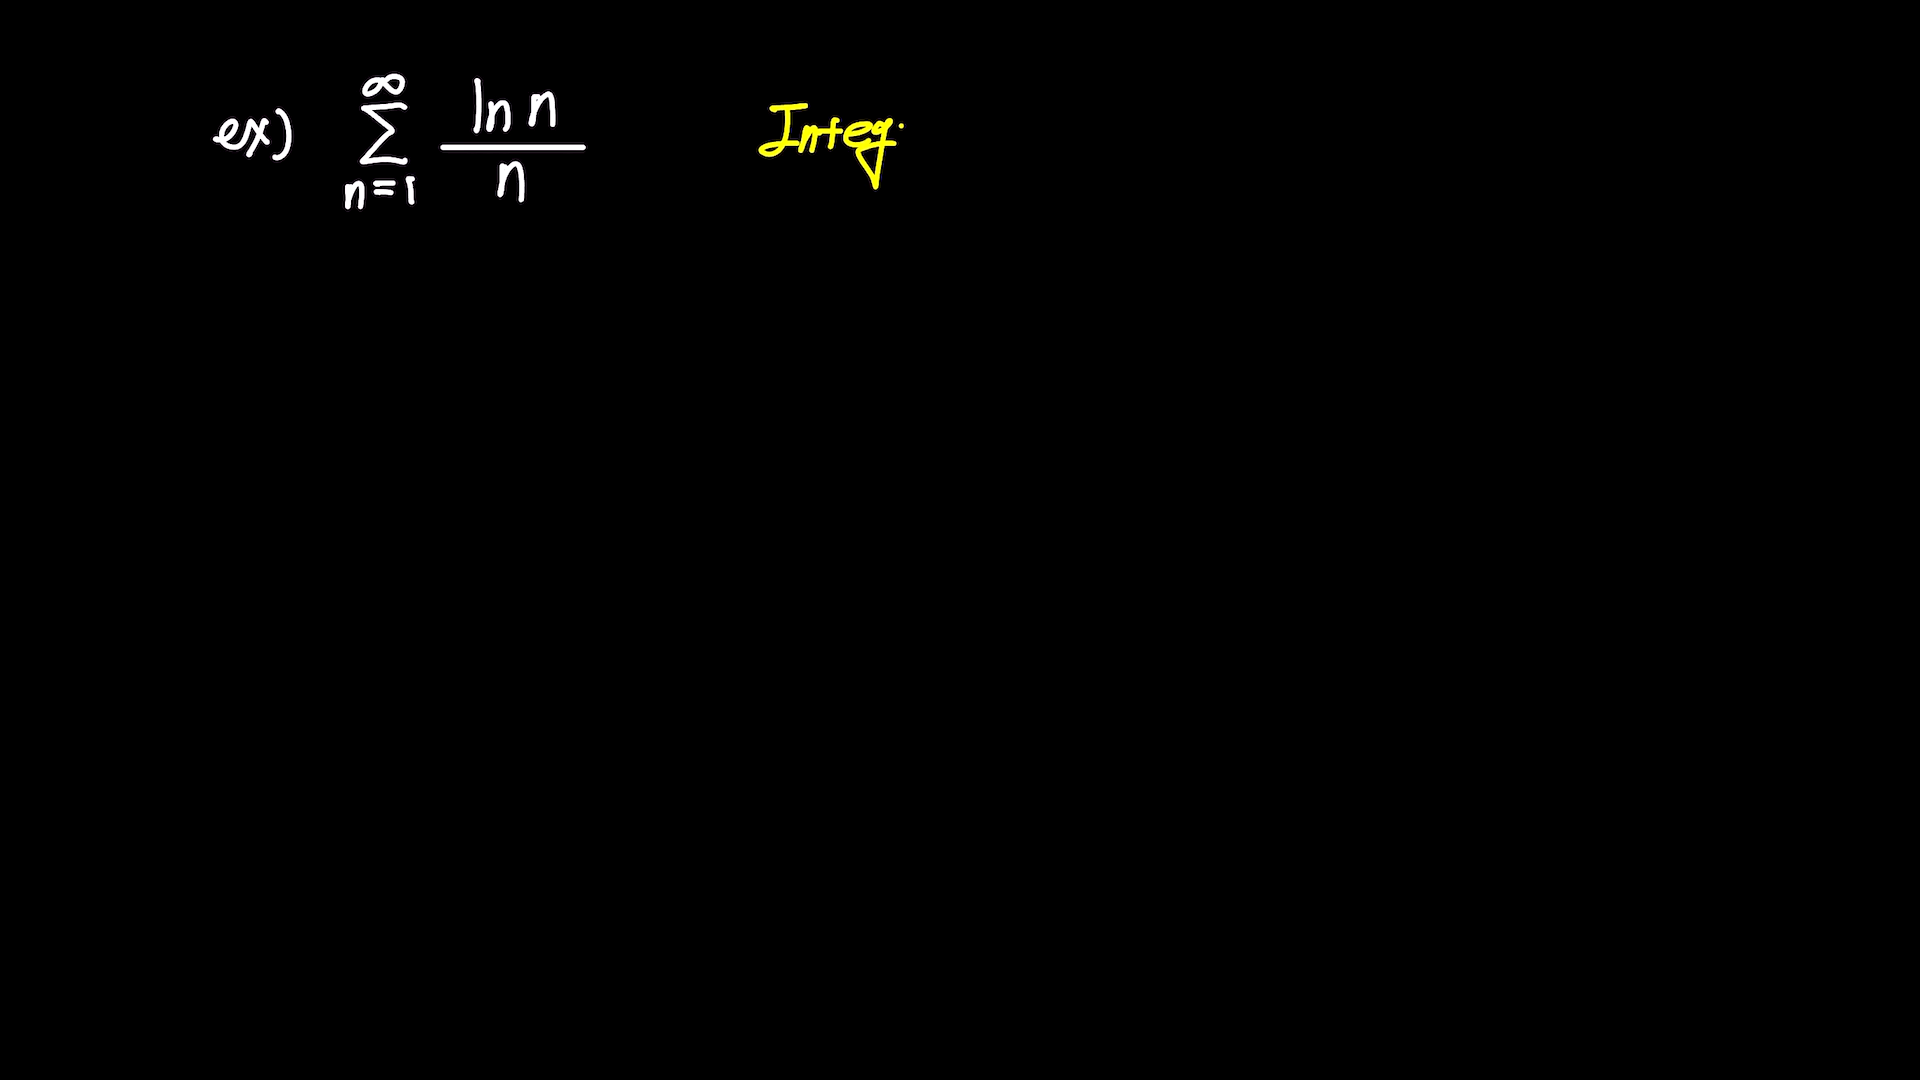 ex) ∞∑n=1 ln n / n Integ.